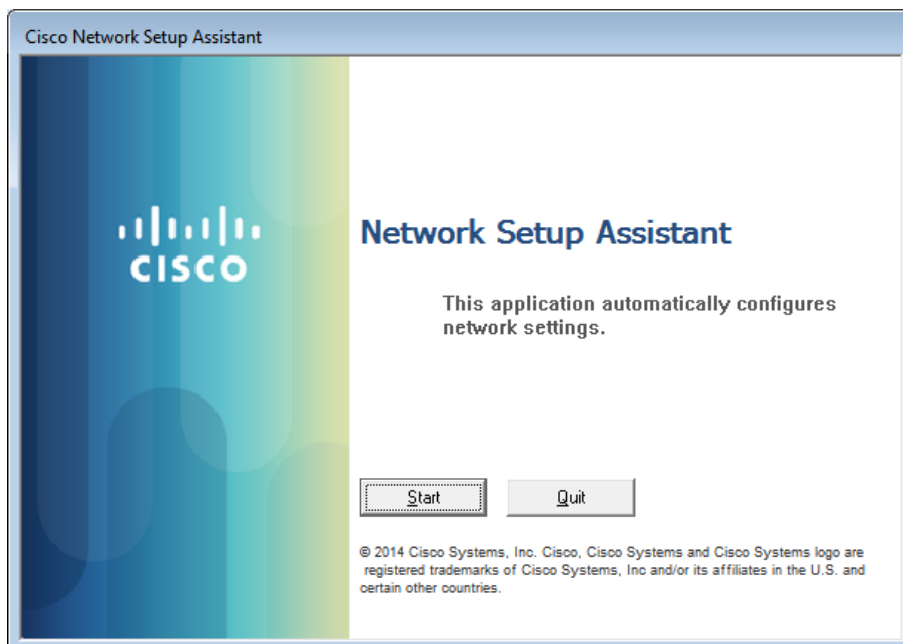 Cisco Network Setup Assistant
CISCO
Network Setup Assistant
This application automatically configures
network settings.
Start
Quit
© 2014 Cisco Systems, Inc. Cisco, Cisco Systems and Cisco Systems logo are
registered trademarks of Cisco Systems, Inc and/or its affiliates in the U.S. and
certain other countries.